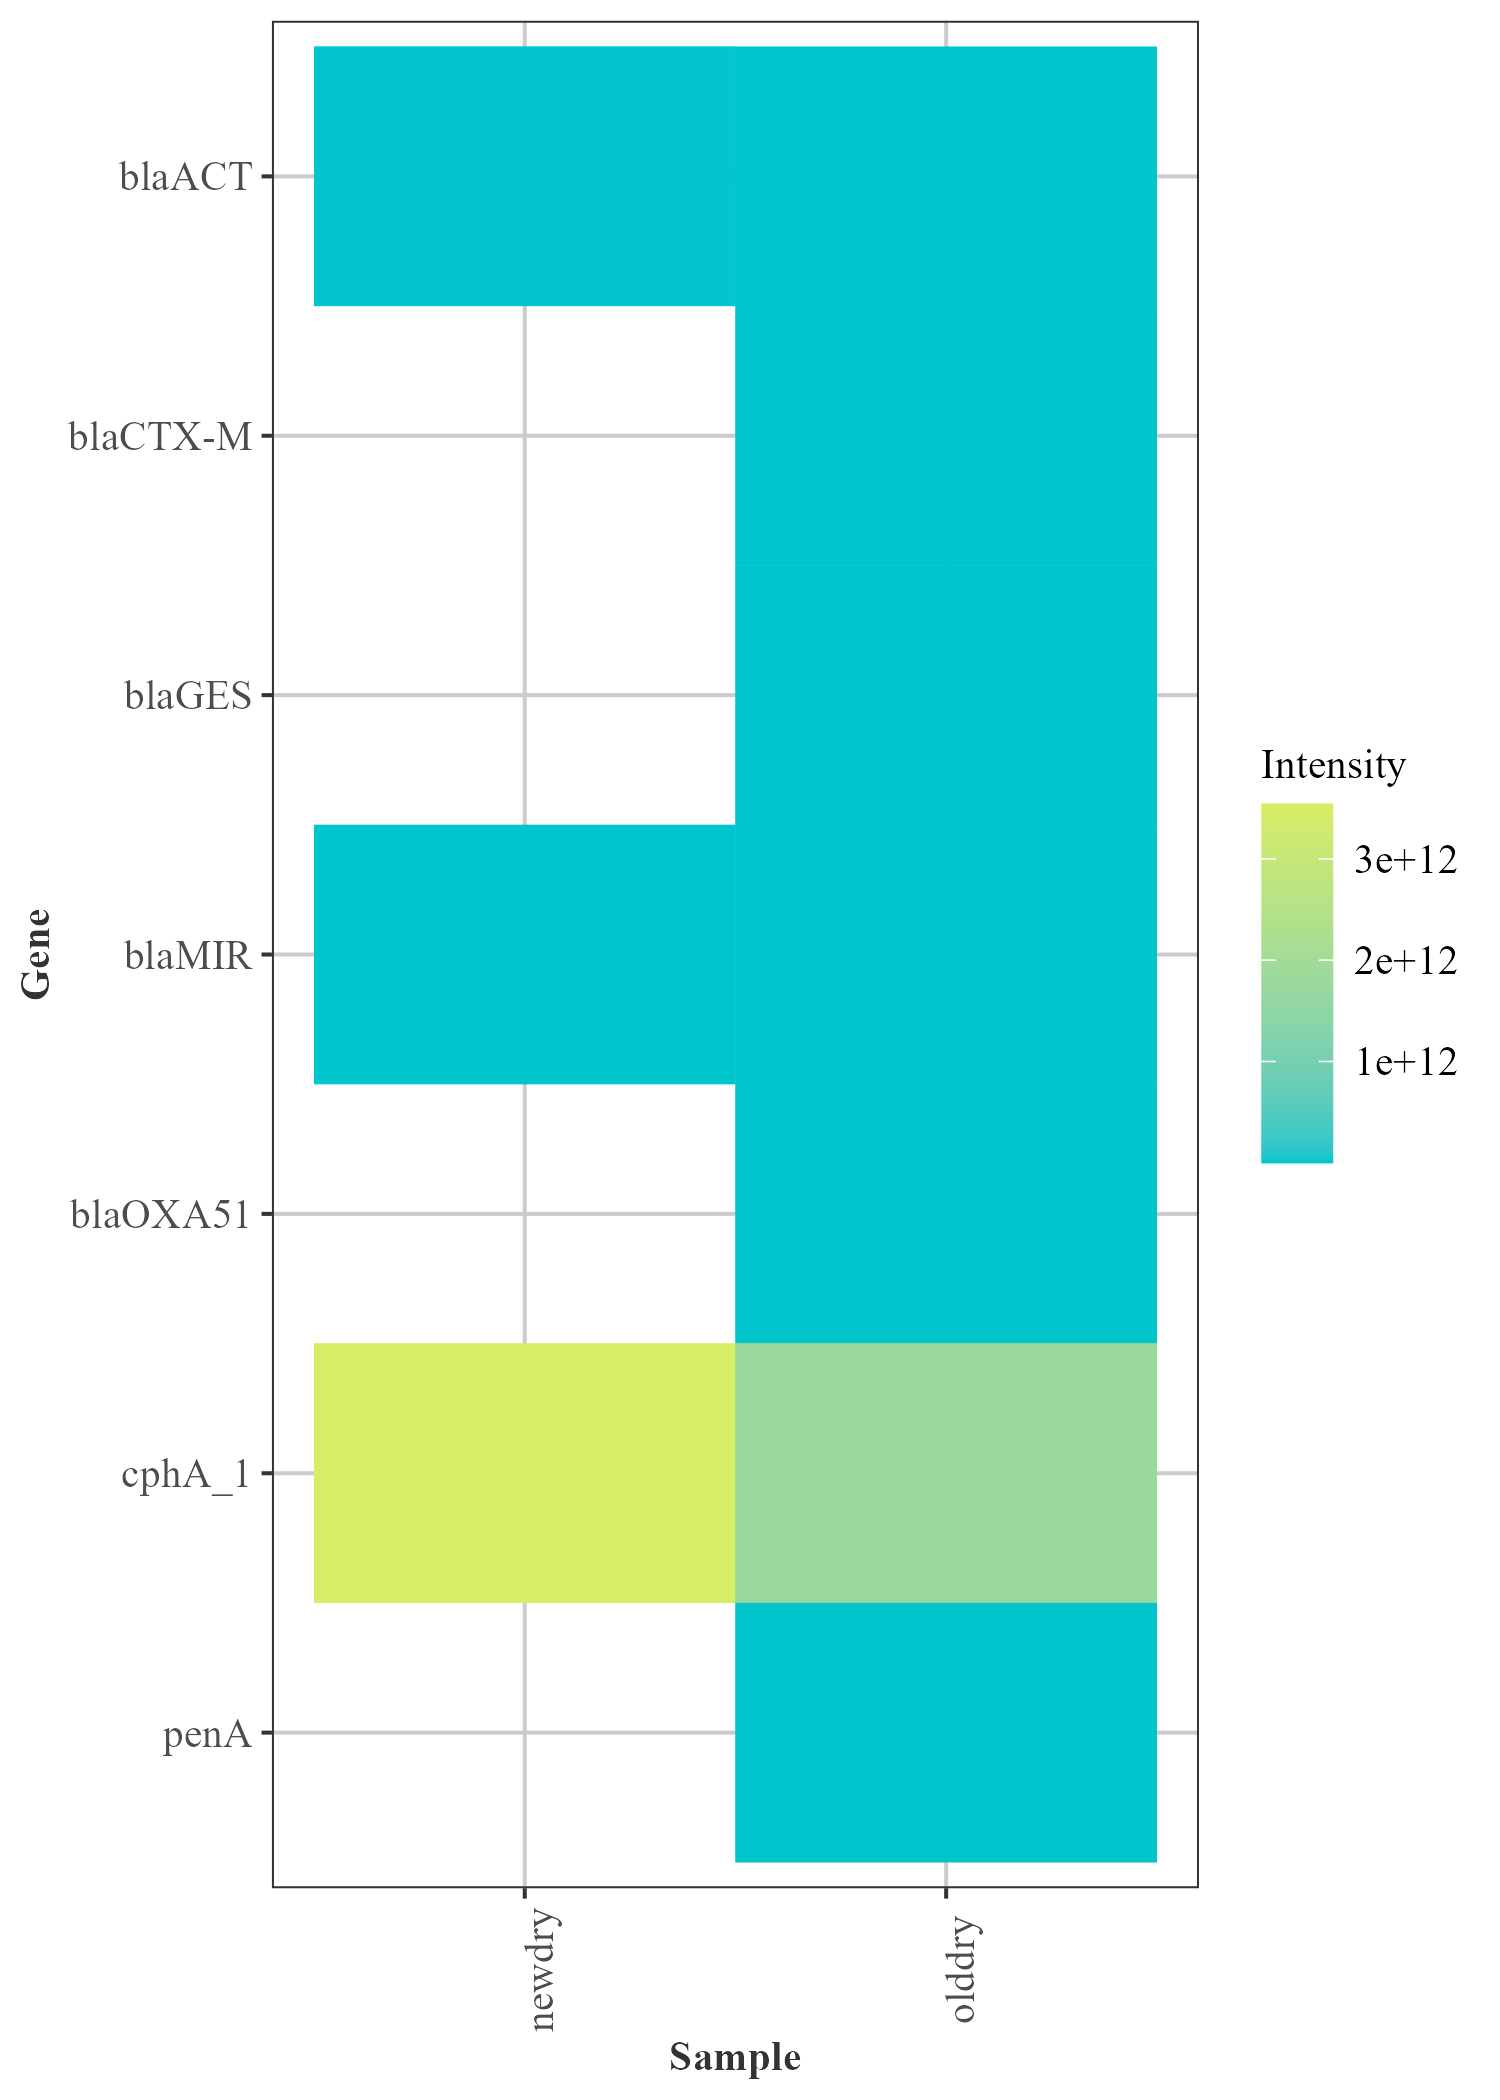 blaACT
blaCTX-M
blaGES
blaMIR
blaOXA51
cphA_1
penA
Gene
newdry
olddry
Sample
Intensity
3e+12
2e+12
1e+12